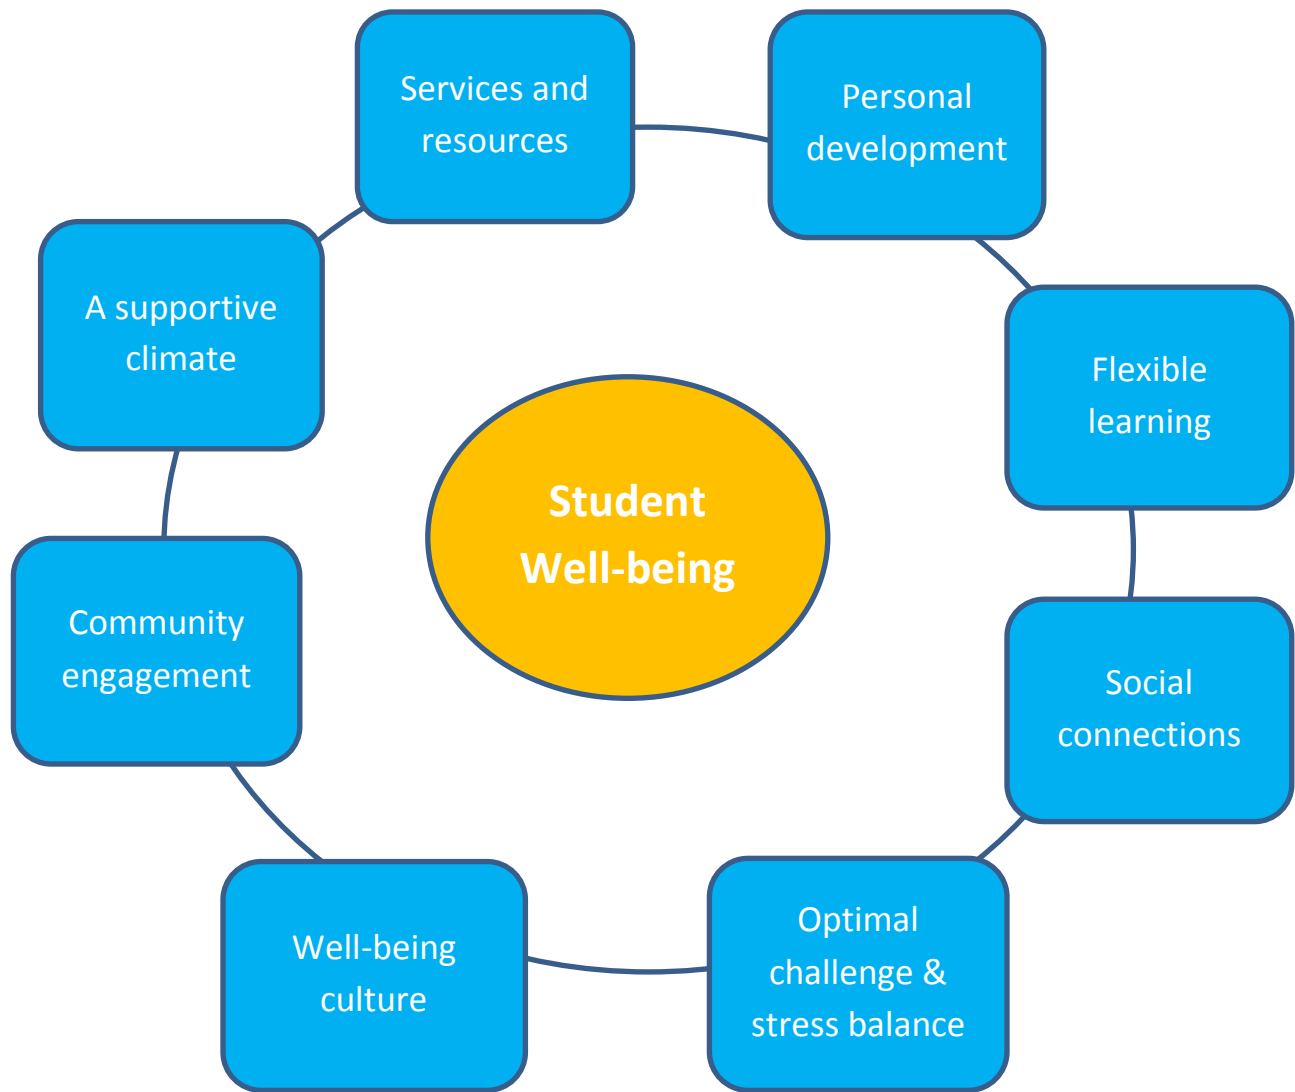 Services and
resources
Personal
development
A supportive
climate
Flexible
learning
Student
Well-being
Community
engagement
Social
connections
Well-being
culture
Optimal
challenge &
stress balance